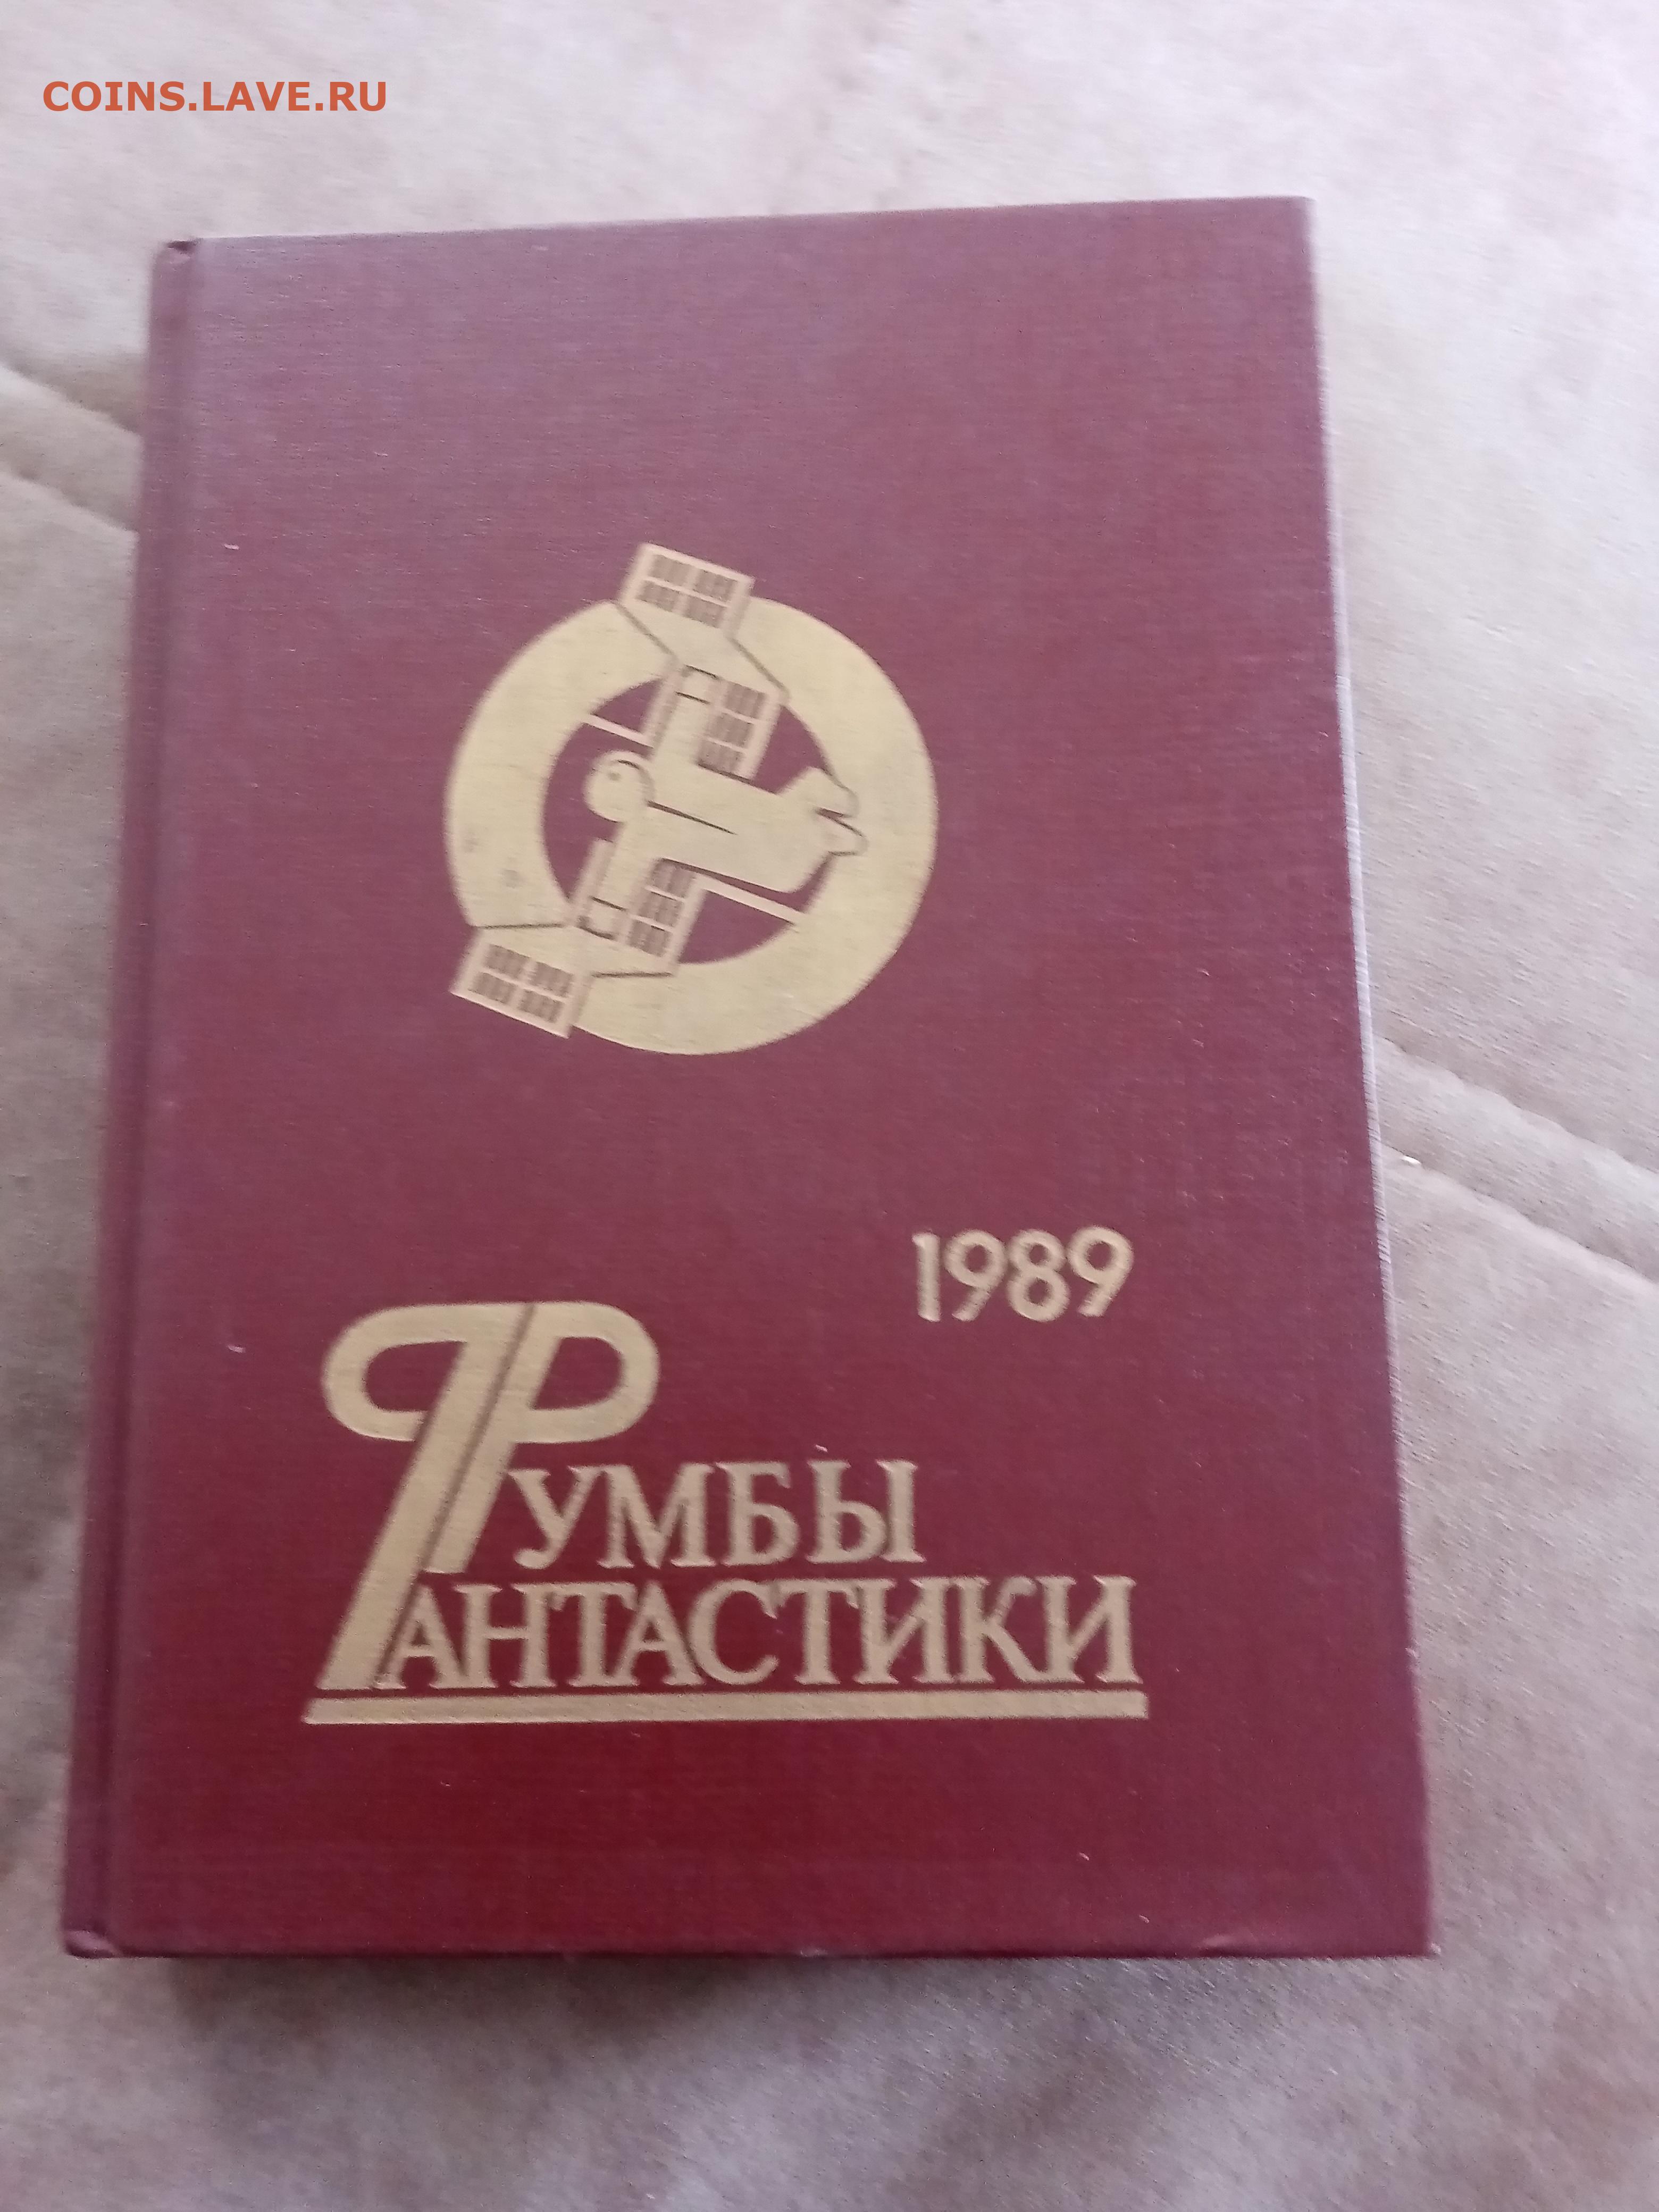 COINS.LAVE.RU
1989
РУМБЫ
ФАНТАСТИКИ